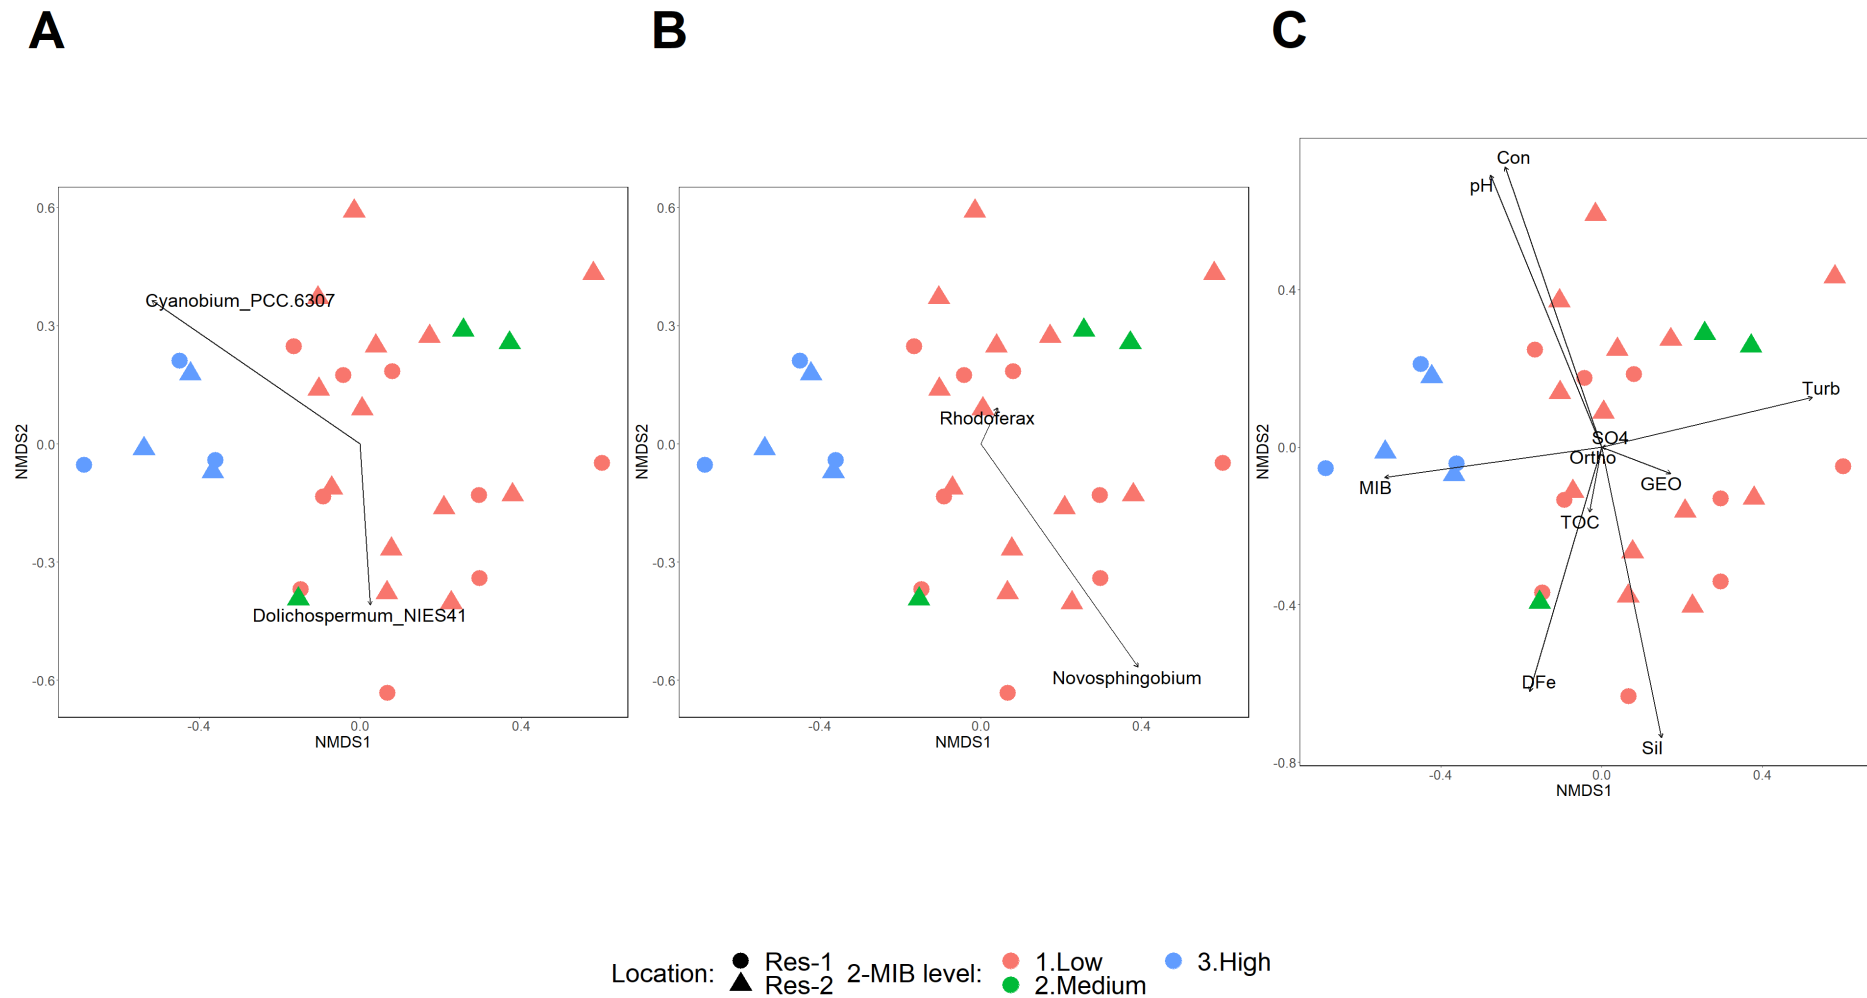 A
B
C
0.6
0.3
0.0
-0.3
-0.6
NMDS2
Cyanobium_PCC.6307
Dolichospermum_NIES41
-0.4
0.0
0.4
NMDS1
0.6
0.3
0.0
-0.3
-0.6
NMDS2
Rhodoferax
Novosphingobium
-0.4
0.0
0.4
NMDS1
0.4
0.0
-0.4
-0.8
NMDS2
Con
pH
Turb
SO4
Ortho
GEO
MIB
TOC
DFe
Sil
-0.4
0.0
0.4
NMDS1
Location:
Res-1
Res-2
2-MIB level:
1.Low
2.Medium
3.High